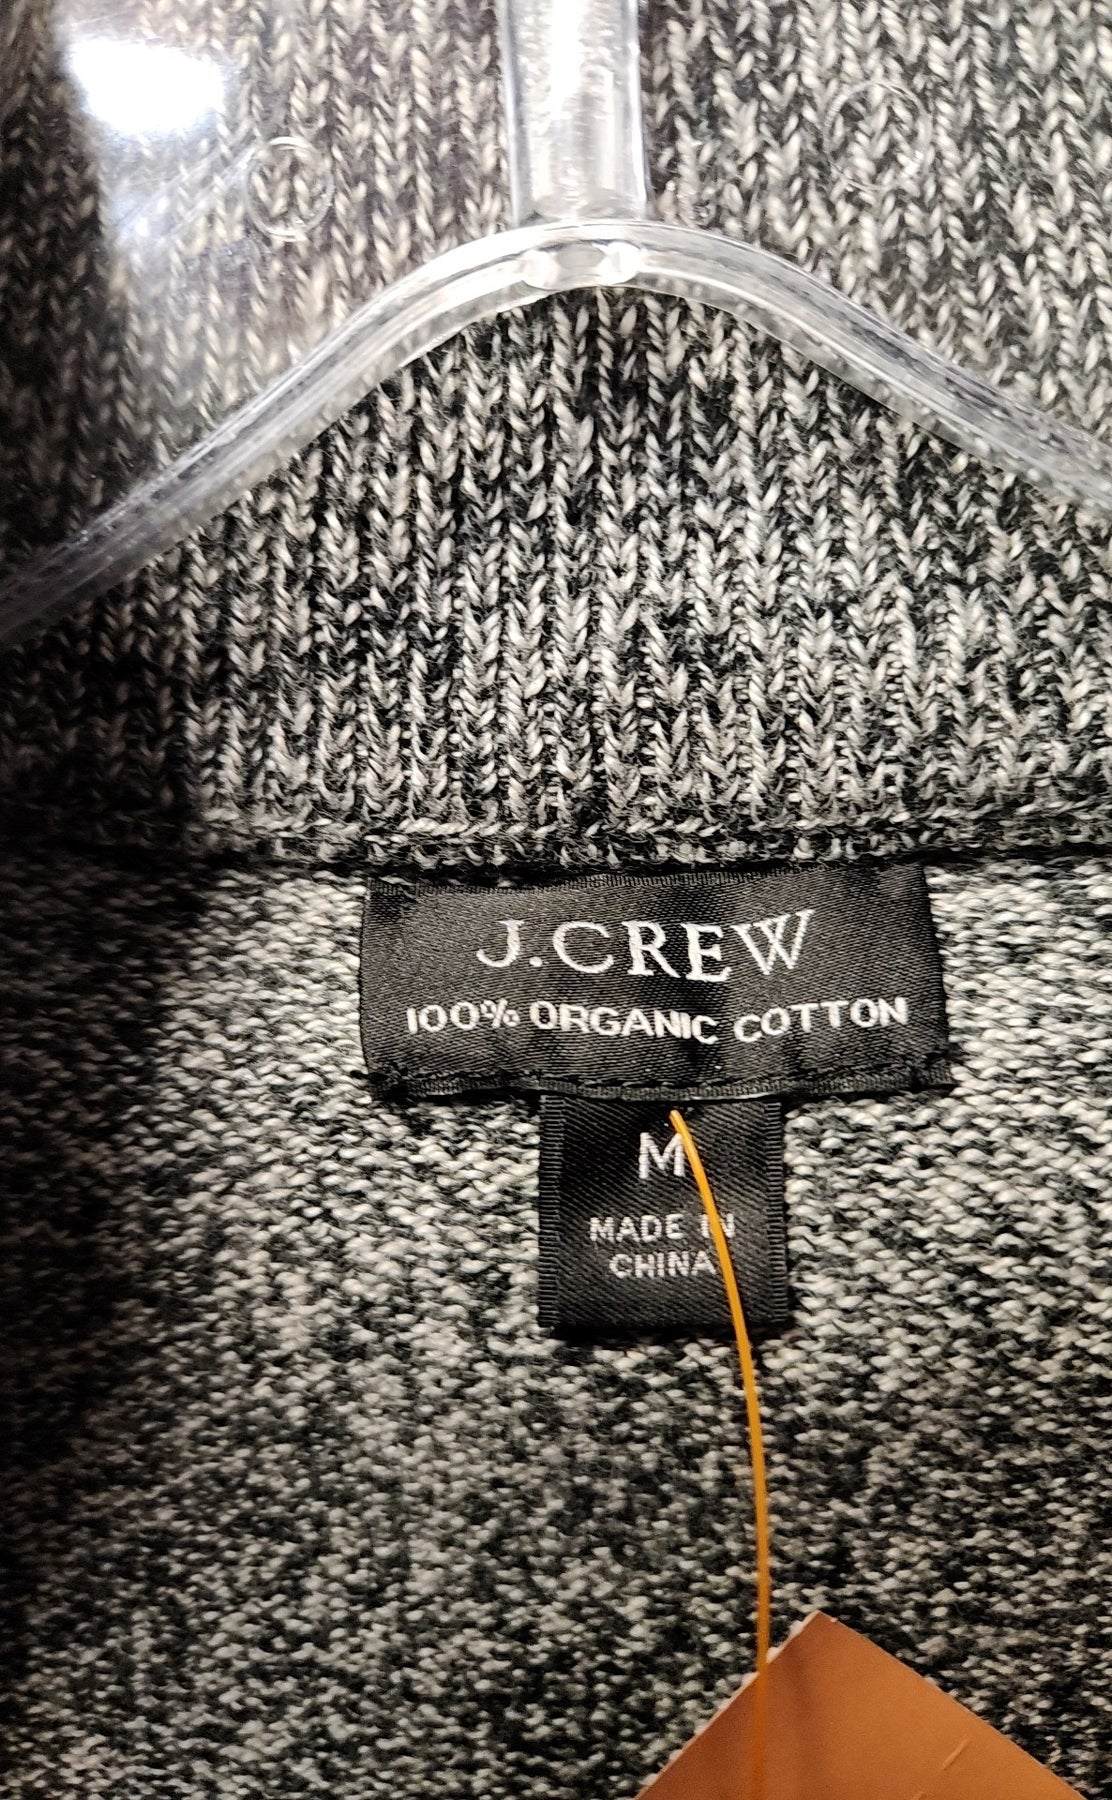 J.CREW
100% ORGANIC COTTON
M
MADE IN
CHINA